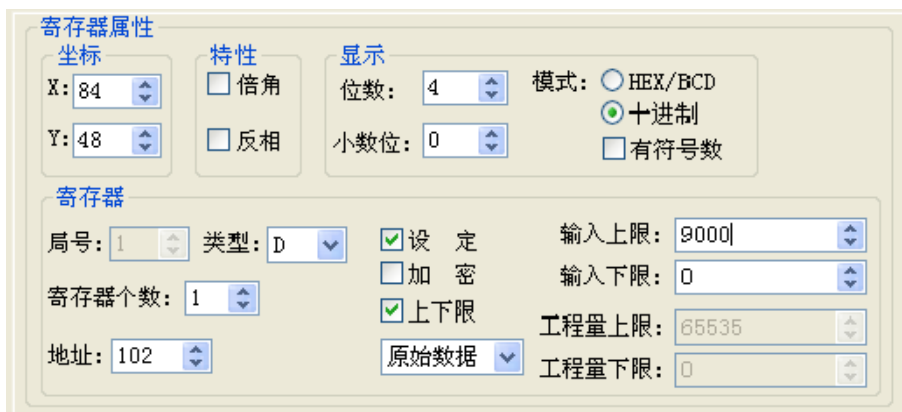 寄存器属性
坐标 特性 显示
X: 84 倍角 位数: 4 模式: HEX/BCD
十进制
Y: 48 反相 小数位: 0 有符号数
寄存器
局号: 1 类型: D 设 定 输入上限: 9000
加 密 输入下限: 0
寄存器个数: 1 上下限 工程量上限: 65535
地址: 102 原始数据 工程量下限: 0